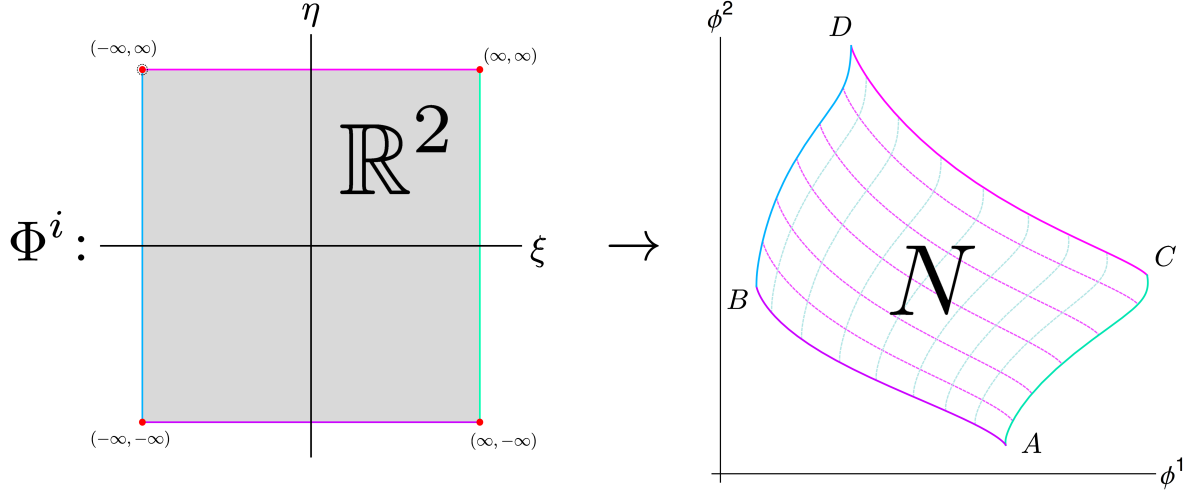 η
(-∞, ∞)
(∞, ∞)
ℝ²
Φⁱ :
ξ
(-∞, -∞)
(∞, -∞)
→
ϕ²
D
C
N
B
A
ϕ¹